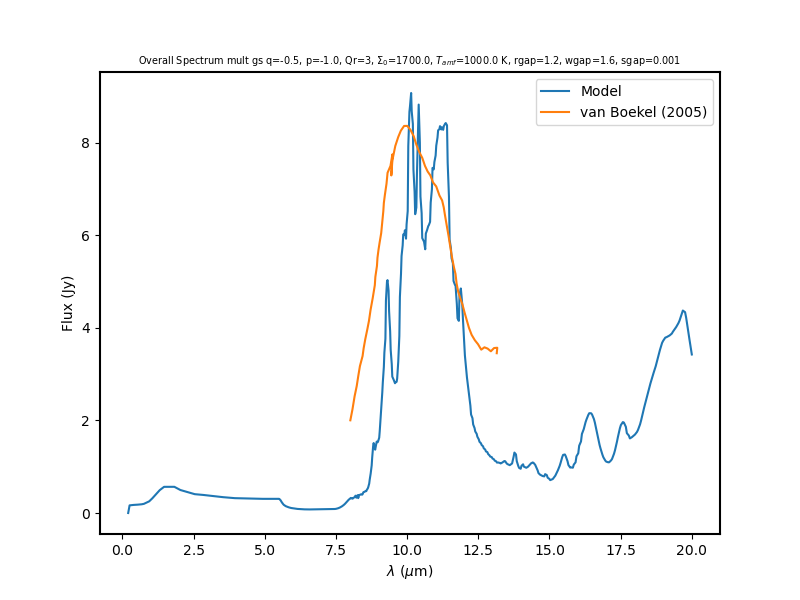 Overall Spectrum mult gs q=-0.5, p=-1.0, Qr=3, Σ₀=1700.0, T_amf=1000.0 K, rgap=1.2, wgap=1.6, sgap=0.001
Model
van Boekel (2005)
8
6
4
2
0
Flux (Jy)
0.0 2.5 5.0 7.5 10.0 12.5 15.0 17.5 20.0
λ (μm)